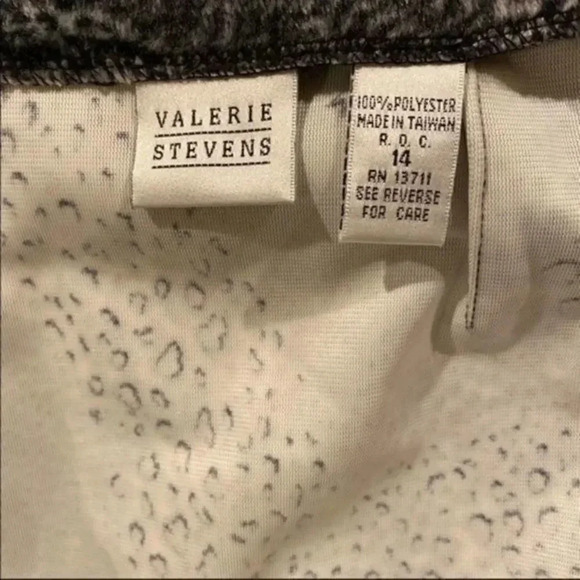 VALERIE
STEVENS
100% POLYESTER
MADE IN TAIWAN
R. O. C.
14
RN 13711
SEE REVERSE
FOR CARE